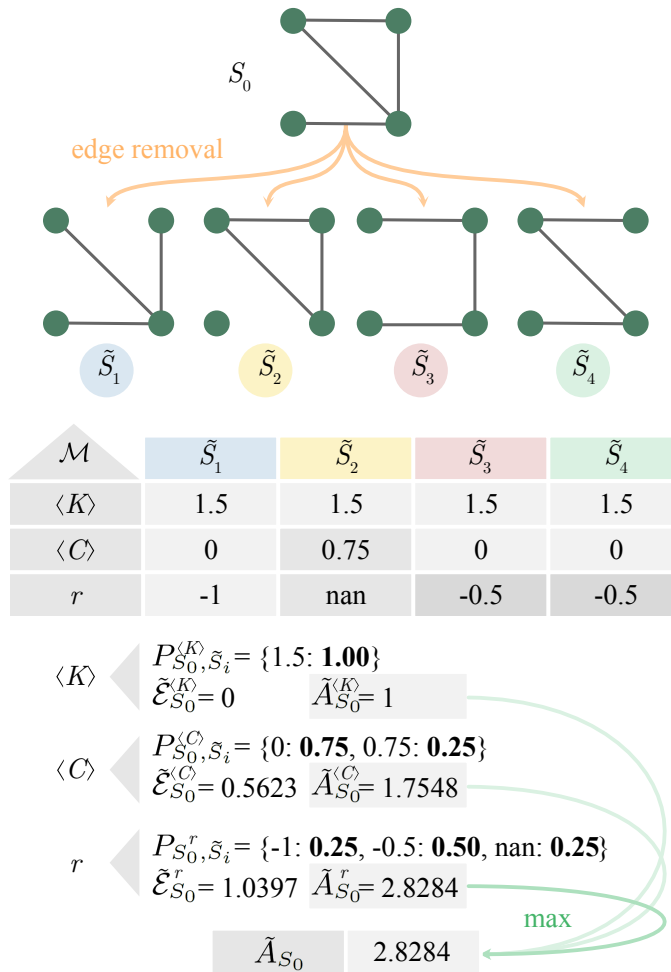 S₀
edge removal
S̃₁ S̃₂ S̃₃ S̃₄
ℳ S̃₁ S̃₂ S̃₃ S̃₄
⟨K⟩ 1.5 1.5 1.5 1.5
⟨C⟩ 0 0.75 0 0
r -1 nan -0.5 -0.5
⟨K⟩
P^{⟨K⟩}_{S₀,S̃ᵢ} = {1.5: 1.00}
ℰ̃^{⟨K⟩}_{S₀} = 0 Ã^{⟨K⟩}_{S₀} = 1
⟨C⟩
P^{⟨C⟩}_{S₀,S̃ᵢ} = {0: 0.75, 0.75: 0.25}
ℰ̃^{⟨C⟩}_{S₀} = 0.5623 Ã^{⟨C⟩}_{S₀} = 1.7548
r
P^{r}_{S₀,S̃ᵢ} = {-1: 0.25, -0.5: 0.50, nan: 0.25}
ℰ̃^{r}_{S₀} = 1.0397 Ã^{r}_{S₀} = 2.8284
max
Ã_{S₀} 2.8284